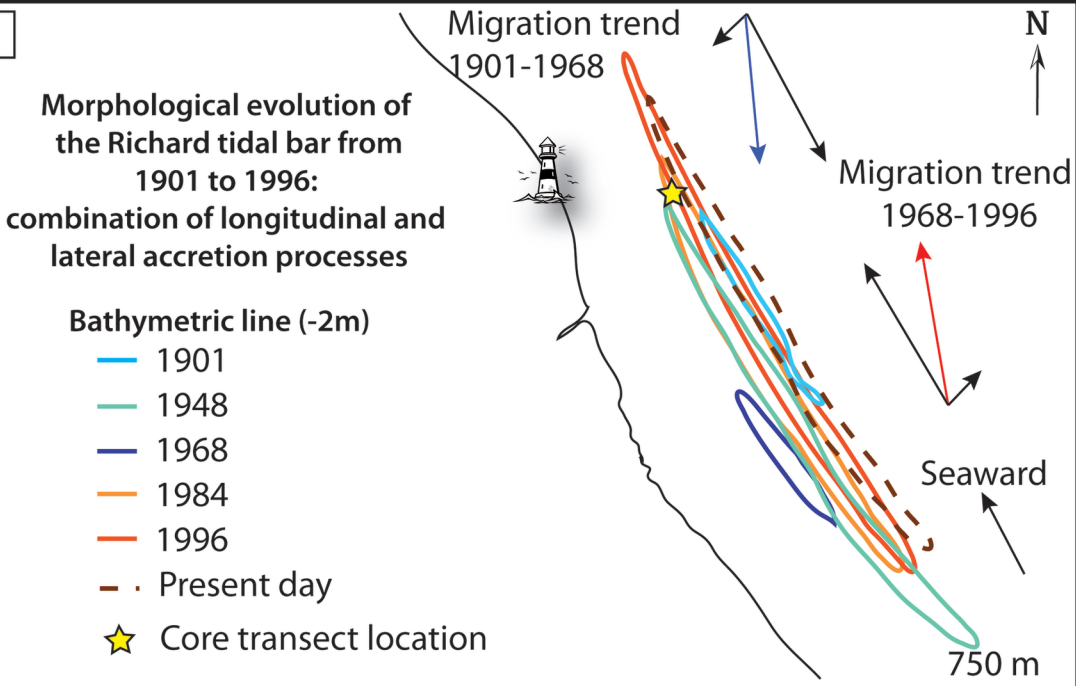 Morphological evolution of
the Richard tidal bar from
1901 to 1996:
combination of longitudinal and
lateral accretion processes
Bathymetric line (-2m)
1901
1948
1968
1984
1996
Present day
Core transect location
Migration trend
1901-1968
N
Migration trend
1968-1996
Seaward
750 m